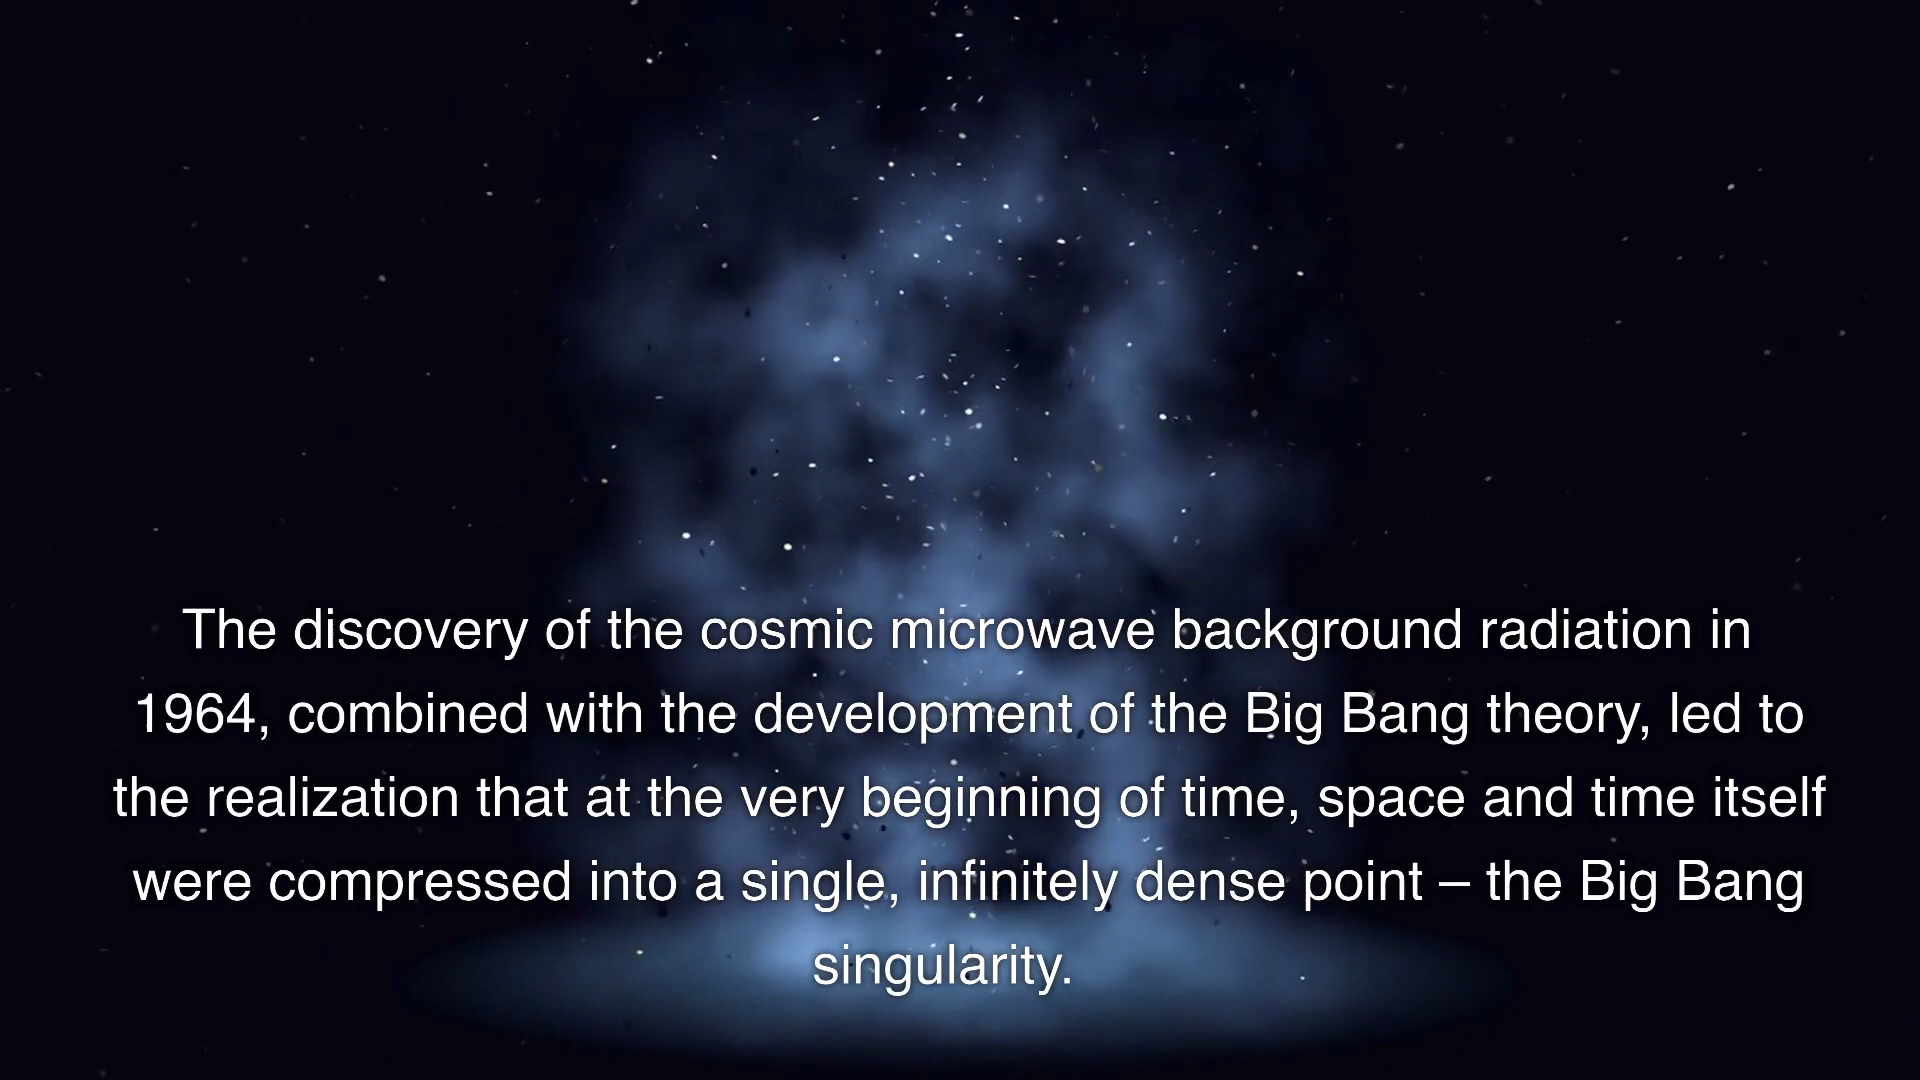 The discovery of the cosmic microwave background radiation in
1964, combined with the development of the Big Bang theory, led to
the realization that at the very beginning of time, space and time itself
were compressed into a single, infinitely dense point – the Big Bang
singularity.